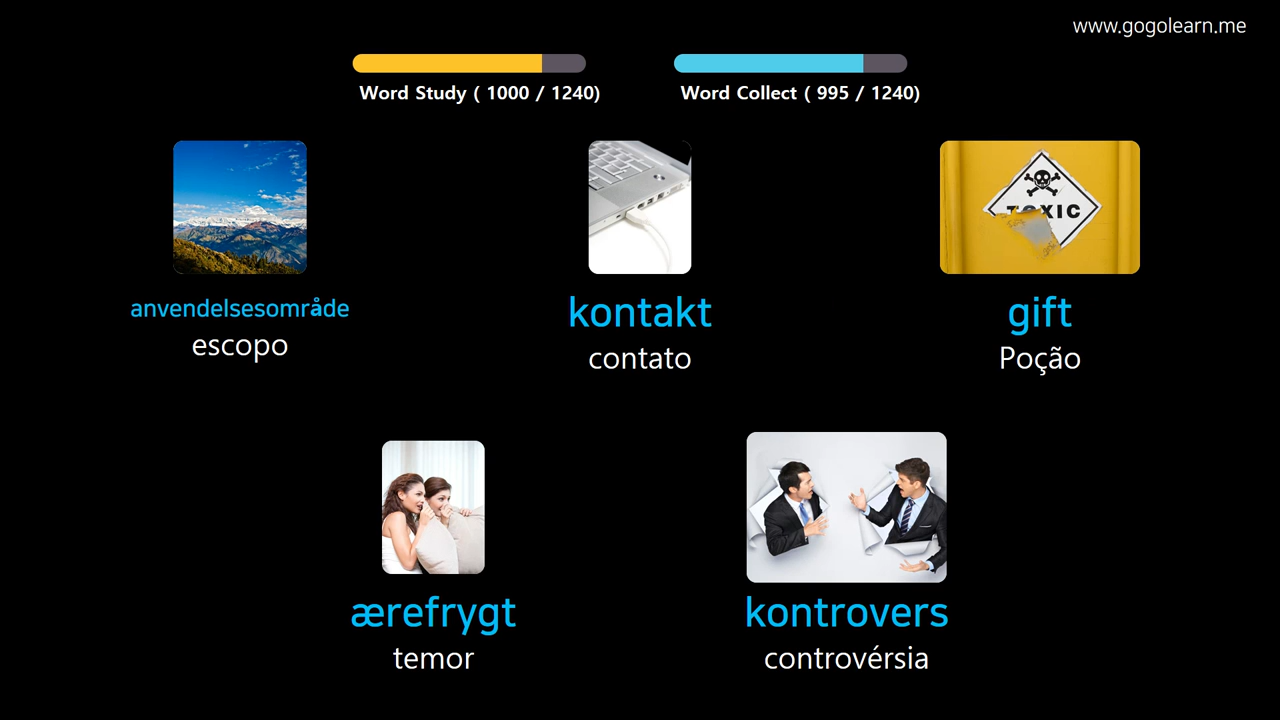 www.gogolearn.me
Word Study ( 1000 / 1240)
Word Collect ( 995 / 1240)
TOXIC
anvendelsesområde
escopo
kontakt
contato
gift
Poção
ærefrygt
temor
kontrovers
controvérsia